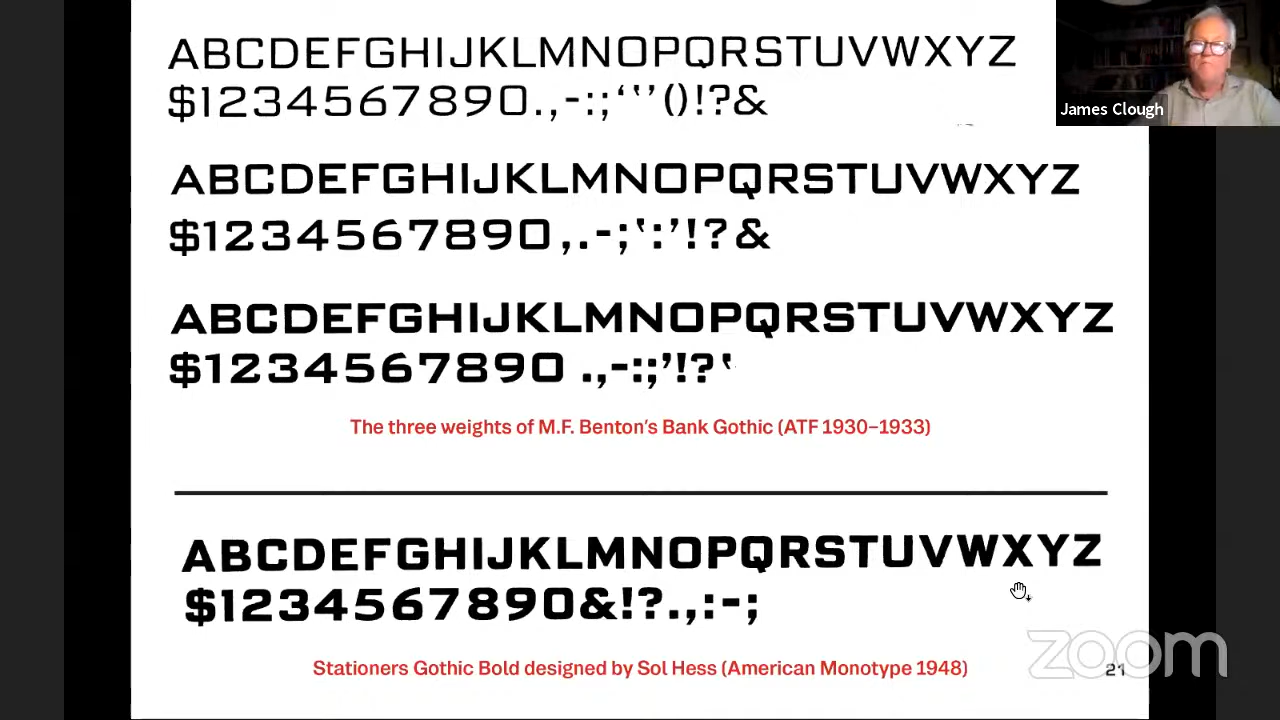 ABCDEFGHIJKLMNOPQRSTUVWXYZ
$1234567890.,-:;‘‛’’()!?&
James Clough
ABCDEFGHIJKLMNOPQRSTUVWXYZ
$1234567890,.-;‛:’!?&
ABCDEFGHIJKLMNOPQRSTUVWXYZ
$1234567890 .,-:;’!?‛
The three weights of M.F. Benton’s Bank Gothic (ATF 1930–1933)
ABCDEFGHIJKLMNOPQRSTUVWXYZ
$1234567890&!?.,:-;
Stationers Gothic Bold designed by Sol Hess (American Monotype 1948)
zoom
21